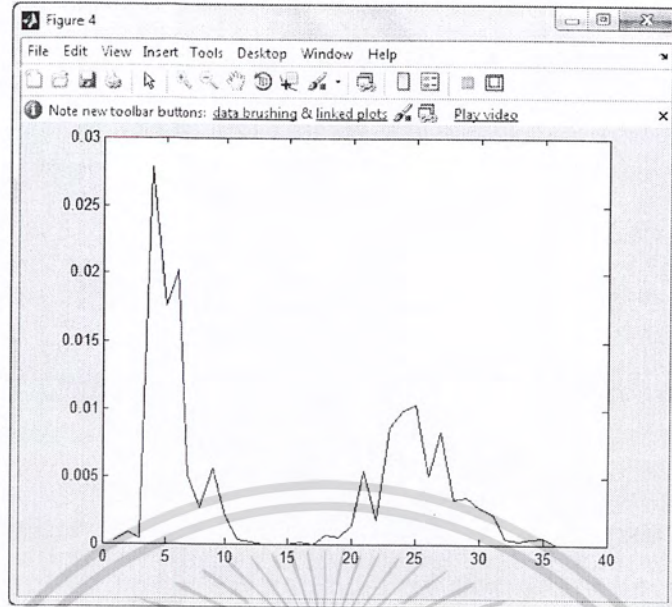 Figure 4
File Edit View Insert Tools Desktop Window Help
Note new toolbar buttons: data brushing & linked plots Play video
0.03
0.025
0.02
0.015
0.01
0.005
0
0 5 10 15 20 25 30 35 40